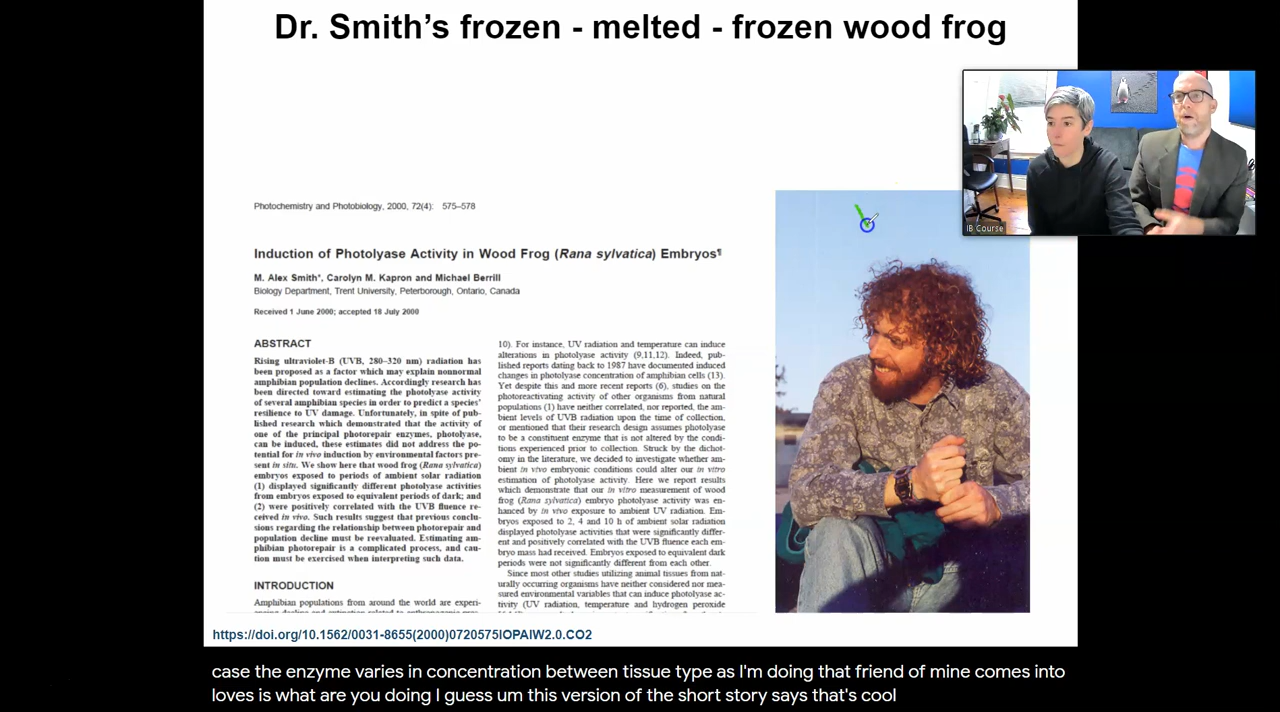 Dr. Smith's frozen - melted - frozen wood frog
Photochemistry and Photobiology, 2000, 72(4): 575–578
Induction of Photolyase Activity in Wood Frog (Rana sylvatica) Embryos¶
M. Alex Smith*, Carolyn M. Kapron and Michael Berrill
Biology Department, Trent University, Peterborough, Ontario, Canada
Received 1 June 2000; accepted 18 July 2000
ABSTRACT
Rising ultraviolet-B (UVB, 280–320 nm) radiation has
been proposed as a factor which may explain nonnormal
amphibian population declines. Accordingly research has
been directed toward estimating the photolyase activity
of several amphibian species in order to predict a species'
resilience to UV damage. Unfortunately, in spite of pub-
lished research which demonstrated that the activity of
one of the principal photorepair enzymes, photolyase,
can be induced, these estimates did not address the po-
tential for in vivo induction by environmental factors pre-
sent in situ. We show here that wood frog (Rana sylvatica)
embryos exposed to periods of ambient solar radiation
(1) displayed significantly different photolyase activities
from embryos exposed to equivalent periods of dark; and
(2) were positively correlated with the UVB fluence re-
ceived in vivo. Such results suggest that previous conclu-
sions regarding the relationship between photorepair and
population decline must be reevaluated. Estimating am-
phibian photorepair is a complicated process, and cau-
tion must be exercised when interpreting such data.
INTRODUCTION
Amphibian populations from around the world are experi-
10). For instance, UV radiation and temperature can induce
alterations in photolyase activity (9,11,12). Indeed, pub-
lished reports dating back to 1987 have documented induced
changes in photolyase concentration of amphibian cells (13).
Yet despite this and more recent reports (6), studies on the
photoreactivating activity of other organisms from natural
populations (1) have neither correlated, nor reported, the am-
bient levels of UVB radiation upon the time of collection,
or mentioned that their research design assumes photolyase
to be a constituent enzyme that is not altered by the condi-
tions experienced prior to collection. Struck by the dichot-
omy in the literature, we decided to investigate whether am-
bient in vivo embryonic conditions could alter our in vitro
estimation of photolyase activity. Here we report results
which demonstrate that our in vitro measurement of wood
frog (Rana sylvatica) embryo photolyase activity was en-
hanced by in vivo exposure to ambient UV radiation. Em-
bryos exposed to 2, 4 and 10 h of ambient solar radiation
displayed photolyase activities that were significantly differ-
ent and positively correlated with the UVB fluence each em-
bryo mass had received. Embryos exposed to equivalent dark
periods were not significantly different from each other.
Since most other studies utilizing animal tissues from nat-
urally occurring organisms have neither considered nor mea-
sured environmental variables that can induce photolyase ac-
tivity (UV radiation, temperature and hydrogen peroxide
IB Course
https://doi.org/10.1562/0031-8655(2000)0720575IOPAIW2.0.CO2
case the enzyme varies in concentration between tissue type as I'm doing that friend of mine comes into
loves is what are you doing I guess um this version of the short story says that's cool